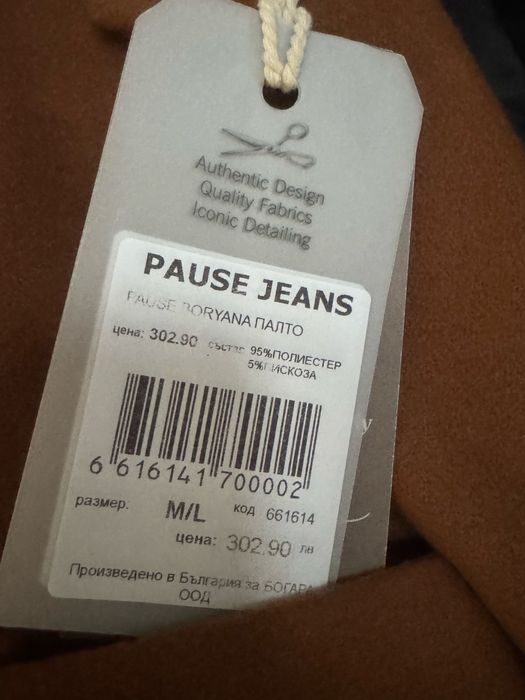 Authentic Design
Quality Fabrics
Iconic Detailing
PAUSE JEANS
PAUSE BORYANA ПАЛТО
цена: 302.90 състав 95%ПОЛИЕСТЕР
5%ВИСКОЗА
6 616141 700002
размер: M/L код 661614
цена: 302.90 лв
Произведено в България за БОГАРА
ООД